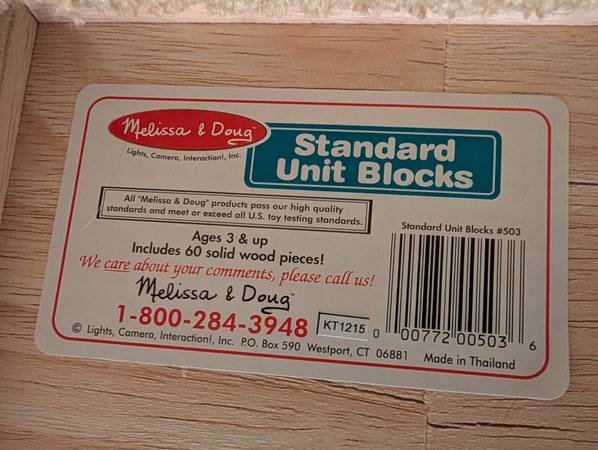 Melissa & Doug™
Lights, Camera, Interaction!, Inc.
Standard
Unit Blocks
All "Melissa & Doug" products pass our high quality
standards and meet or exceed all U.S. toy testing standards.
Ages 3 & up
Includes 60 solid wood pieces!
We care about your comments, please call us!
Melissa & Doug™
1-800-284-3948
KT1215
Standard Unit Blocks #503
0 00772 00503 6
© Lights, Camera, Interaction!, Inc. P.O. Box 590 Westport, CT 06881 Made in Thailand